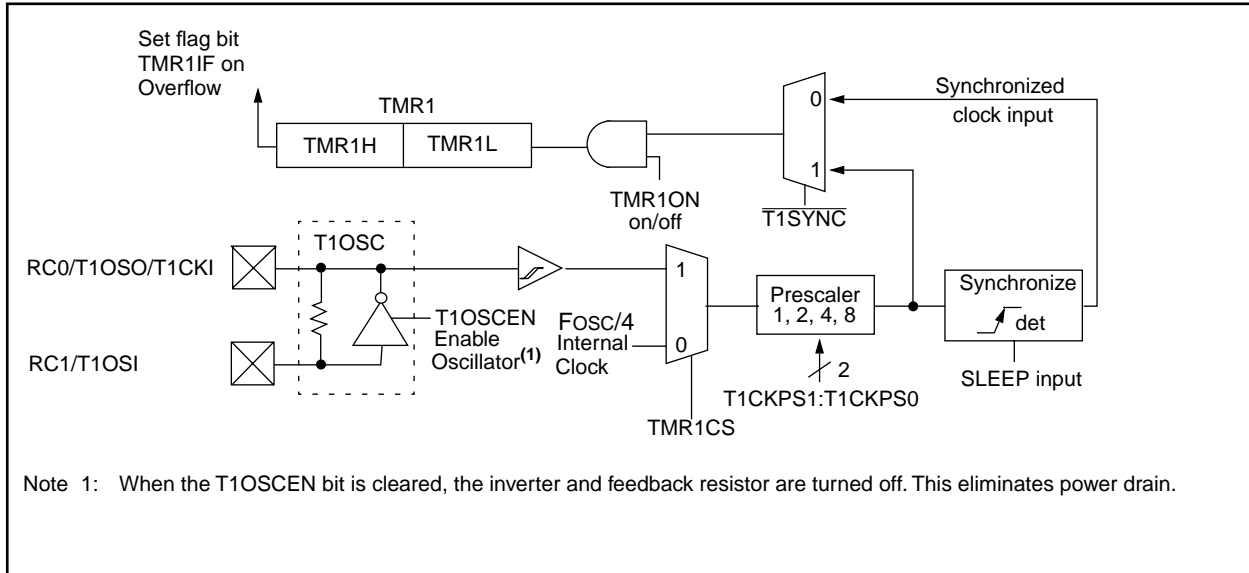 Set flag bit
TMR1IF on
Overflow
TMR1
TMR1H
TMR1L
TMR1ON
on/off
0
1
T1SYNC
Synchronized
clock input
RC0/T1OSO/T1CKI
RC1/T1OSI
T1OSC
T1OSCEN
Enable
Oscillator(1)
FOSC/4
Internal
Clock
1
0
TMR1CS
Prescaler
1, 2, 4, 8
2
T1CKPS1:T1CKPS0
Synchronize
det
SLEEP input
Note 1: When the T1OSCEN bit is cleared, the inverter and feedback resistor are turned off. This eliminates power drain.